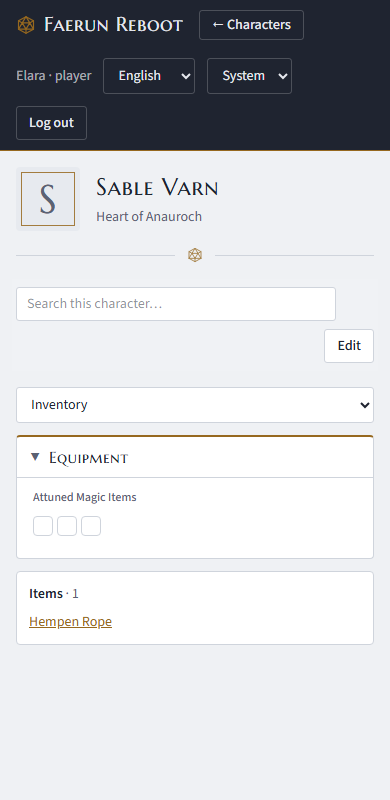 Faerun Reboot
← Characters
Elara · player
English
System
Log out
S
Sable Varn
Heart of Anauroch
Search this character…
Edit
Inventory
▼ Equipment
Attuned Magic Items
Items · 1
Hempen Rope